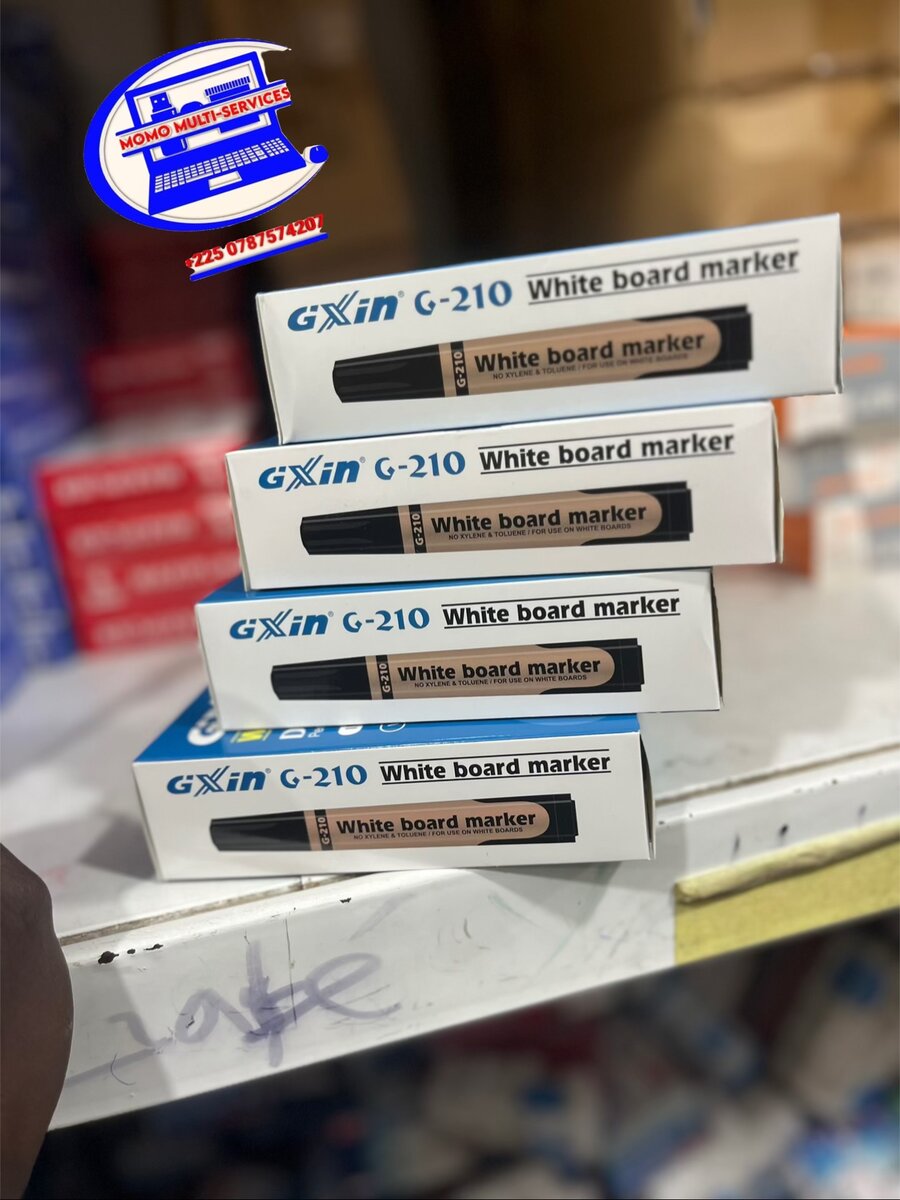 MOMO MULTI-SERVICES
+225 0787574207
GXin® G-210 White board marker
G-210 White board marker
NO XYLENE & TOLUENE / FOR USE ON WHITE BOARDS
GXin® G-210 White board marker
G-210 White board marker
NO XYLENE & TOLUENE / FOR USE ON WHITE BOARDS
GXin® G-210 White board marker
G-210 White board marker
NO XYLENE & TOLUENE / FOR USE ON WHITE BOARDS
GXin® G-210 White board marker
G-210 White board marker
NO XYLENE & TOLUENE / FOR USE ON WHITE BOARDS